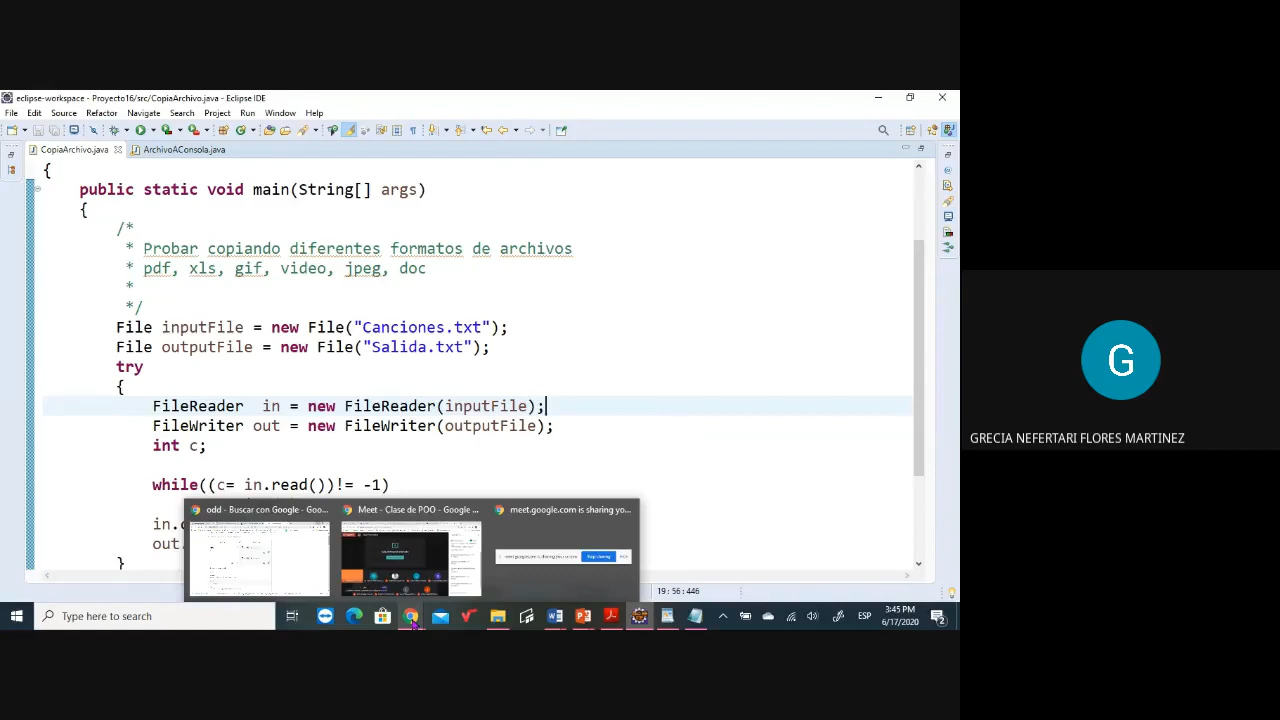 eclipse-workspace - Proyecto16/src/CopiaArchivo.java - Eclipse IDE
File Edit Source Refactor Navigate Search Project Run Window Help
CopiaArchivo.java ArchivoAConsola.java
{
public static void main(String[] args)
{
/*
* Probar copiando diferentes formatos de archivos
* pdf, xls, gif, video, jpeg, doc
*
*/
File inputFile = new File("Canciones.txt");
File outputFile = new File("Salida.txt");
try
{
FileReader in = new FileReader(inputFile);
FileWriter out = new FileWriter(outputFile);
int c;
while((c= in.read())!= -1)
in.c
out
}
odd - Buscar con Google - Goo...
Meet - Clase de POO - Google ...
meet.google.com is sharing yo...
Stop sharing
19 : 56 : 446
Type here to search
ESP
3:45 PM
6/17/2020
2
G
GRECIA NEFERTARI FLORES MARTINEZ